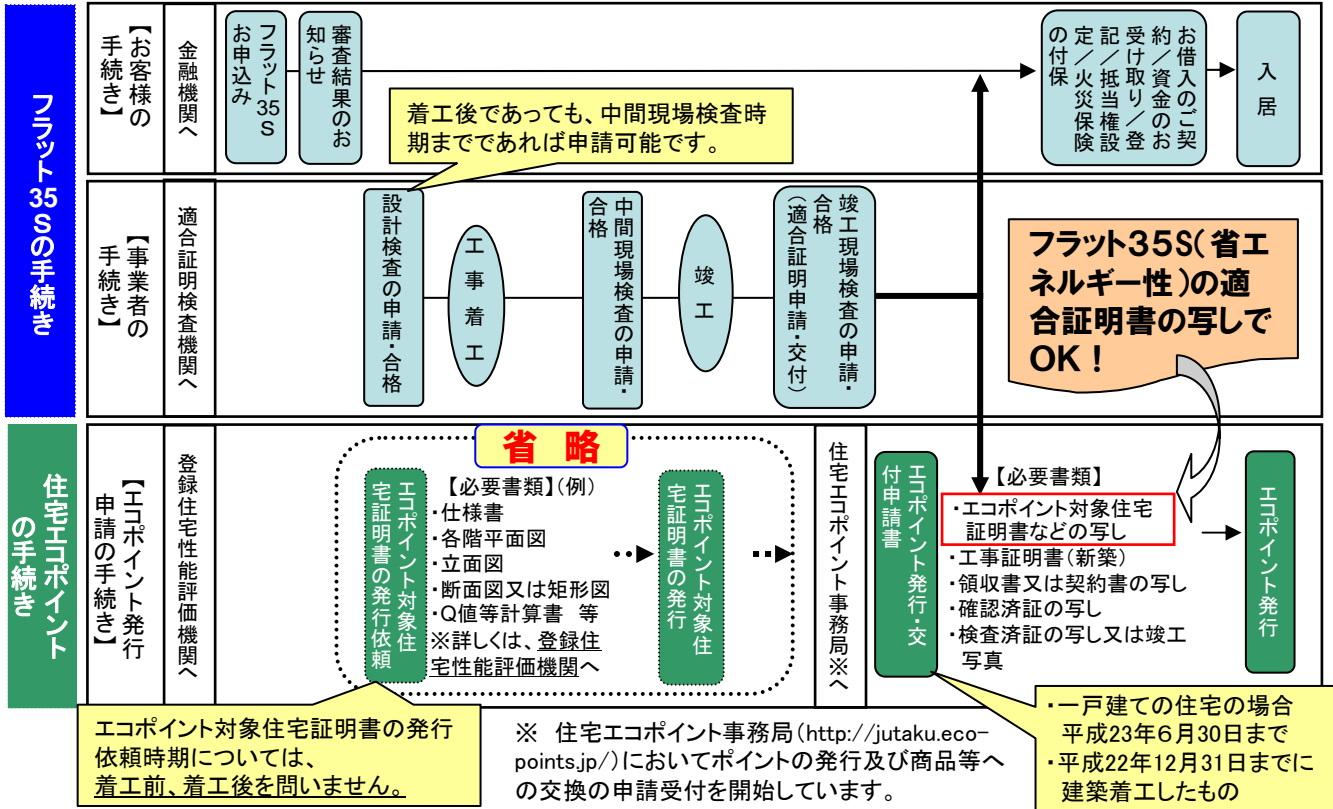 フラット35Sの手続き
【お客様の
手続き】
金融機関へ
フラット35S
お申込み
審査結果のお
知らせ
お借入のご契
約/資金のお
受け取り/登
記/抵当権設
定/火災保険
の付保
入居
着工後であっても、中間現場検査時
期までであれば申請可能です。
【事業者の
手続き】
適合証明検査機関へ
設計検査の申請・合格
工事着工
中間現場検査の申請・
合格
竣工
竣工現場検査の申請・
合格
(適合証明申請・交付)
フラット35S(省エ
ネルギー性)の適
合証明書の写しで
OK!
住宅エコポイント
の手続き
【エコポイント発行
申請の手続き】
登録住宅性能評価機関へ
省 略
エコポイント対象住
宅証明書の発行依頼
【必要書類】(例)
・仕様書
・各階平面図
・立面図
・断面図又は矩形図
・Q値等計算書 等
※詳しくは、登録住
宅性能評価機関へ
エコポイント対象住
宅証明書の発行
住宅エコポイント事務局※へ
エコポイント発行・交
付申請書
【必要書類】
・エコポイント対象住宅
証明書などの写し
・工事証明書(新築)
・領収書又は契約書の写し
・確認済証の写し
・検査済証の写し又は竣工
写真
エコポイント発行
エコポイント対象住宅証明書の発行
依頼時期については、
着工前、着工後を問いません。
※ 住宅エコポイント事務局(http://jutaku.eco-
points.jp/)においてポイントの発行及び商品等へ
の交換の申請受付を開始しています。
・一戸建ての住宅の場合
平成23年6月30日まで
・平成22年12月31日までに
建築着工したもの